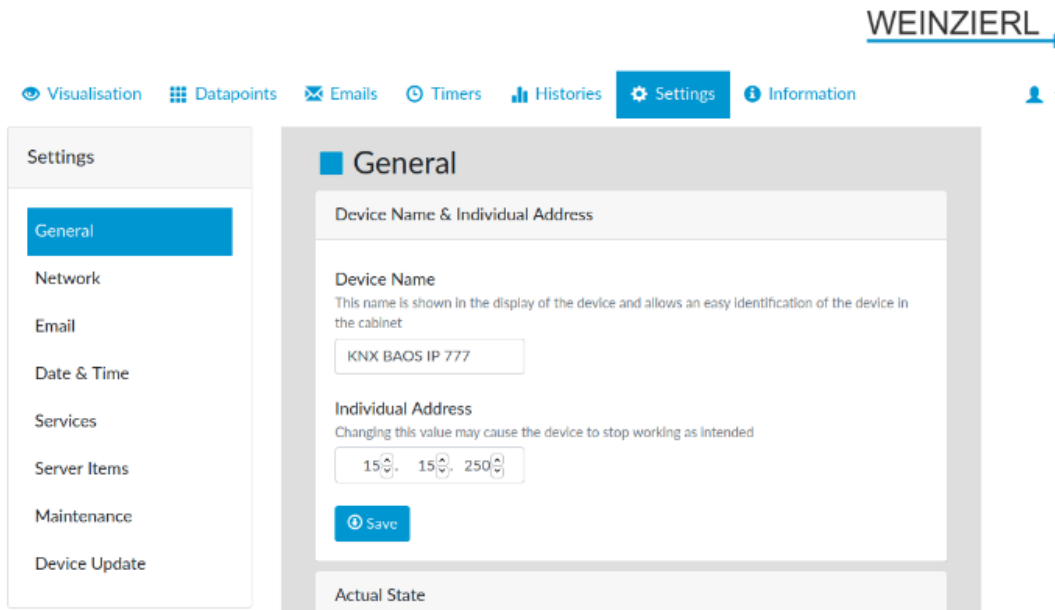 WEINZIERL
Visualisation Datapoints Emails Timers Histories Settings Information
Settings
General
Network
Email
Date & Time
Services
Server Items
Maintenance
Device Update
General
Device Name & Individual Address
Device Name
This name is shown in the display of the device and allows an easy identification of the device in
the cabinet
KNX BAOS IP 777
Individual Address
Changing this value may cause the device to stop working as intended
15. 15. 250
Save
Actual State